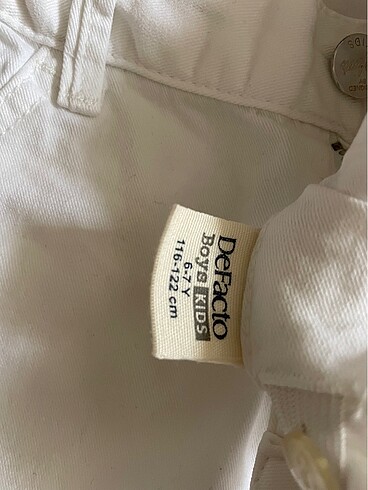 DeFacto
Boys KIDS
6-7 Y
116-122 cm